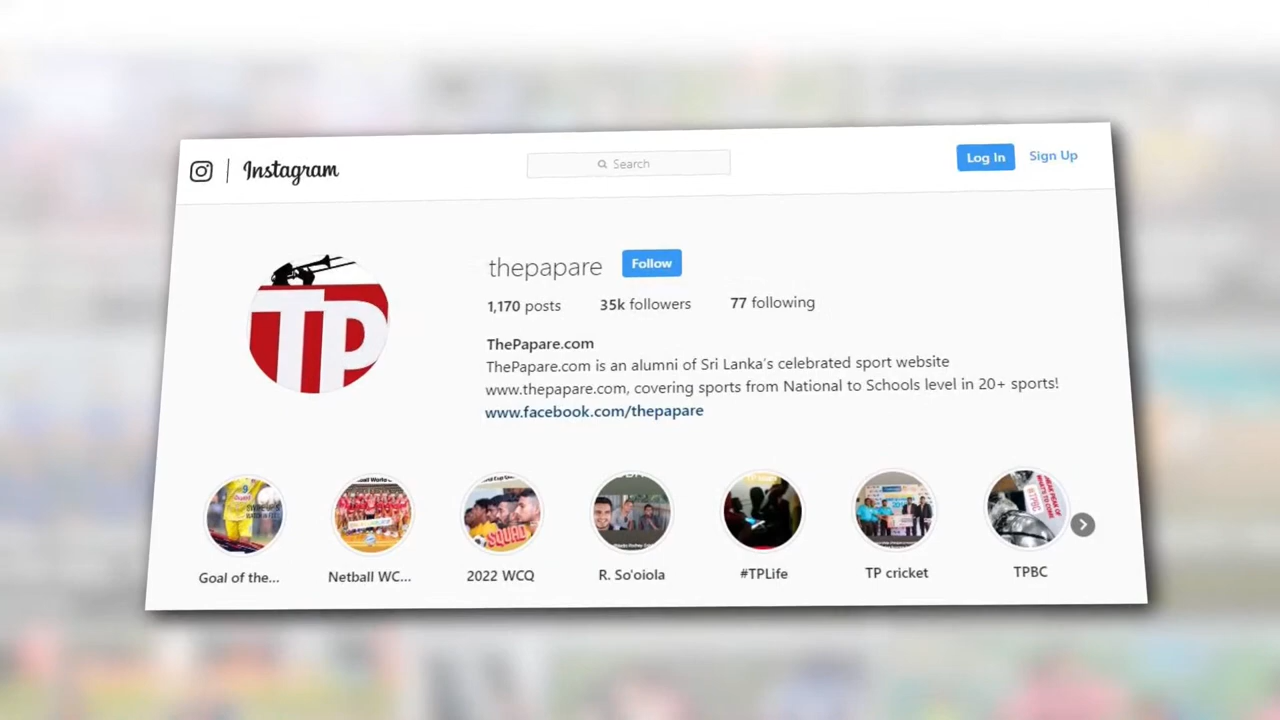 Instagram
Search
Log In
Sign Up
TP
thepapare
Follow
1,170 posts
35k followers
77 following
ThePapare.com
ThePapare.com is an alumni of Sri Lanka's celebrated sport website
www.thepapare.com, covering sports from National to Schools level in 20+ sports!
www.facebook.com/thepapare
SQUAD
Goal of the...
Netball WC...
2022 WCQ
R. So'oiola
#TPLife
TP cricket
TPBC